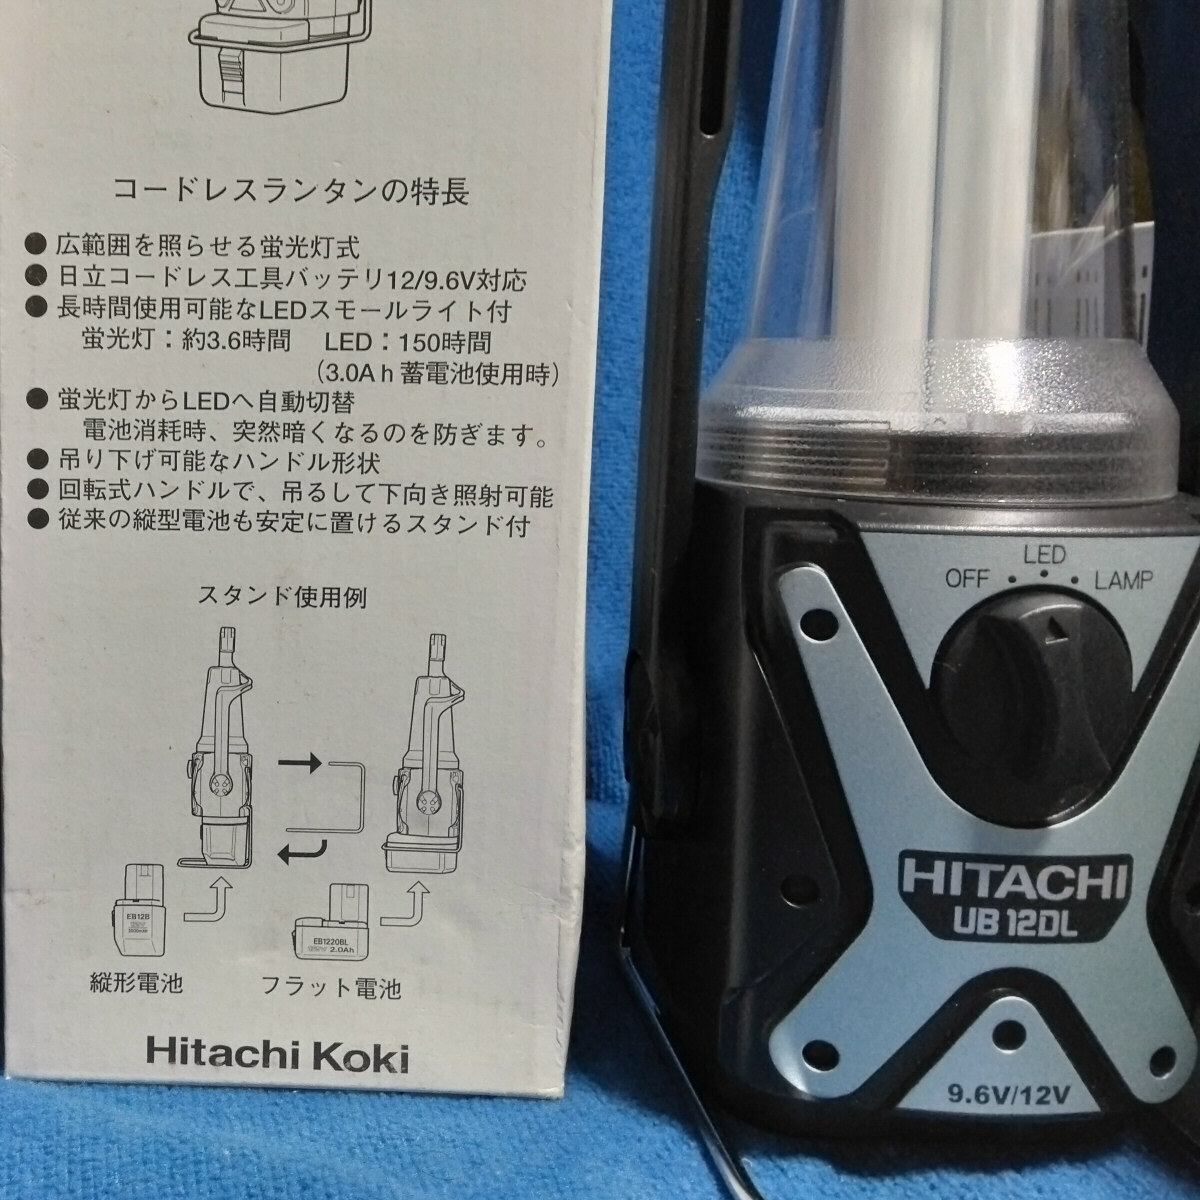 コードレスランタンの特長
● 広範囲を照らせる蛍光灯式
● 日立コードレス工具バッテリ12/9.6V対応
● 長時間使用可能なLEDスモールライト付
蛍光灯：約3.6時間　LED：150時間
（3.0Ａｈ蓄電池使用時）
● 蛍光灯からLEDへ自動切替
電池消耗時、突然暗くなるのを防ぎます。
● 吊り下げ可能なハンドル形状
● 回転式ハンドルで、吊るして下向き照射可能
● 従来の縦型電池も安定に置けるスタンド付
スタンド使用例
EB12B
EB1220BL
2.0Ah
縦形電池
フラット電池
Hitachi Koki
LED
OFF ・ ・ ・ LAMP
HITACHI
UB 12DL
9.6V/12V